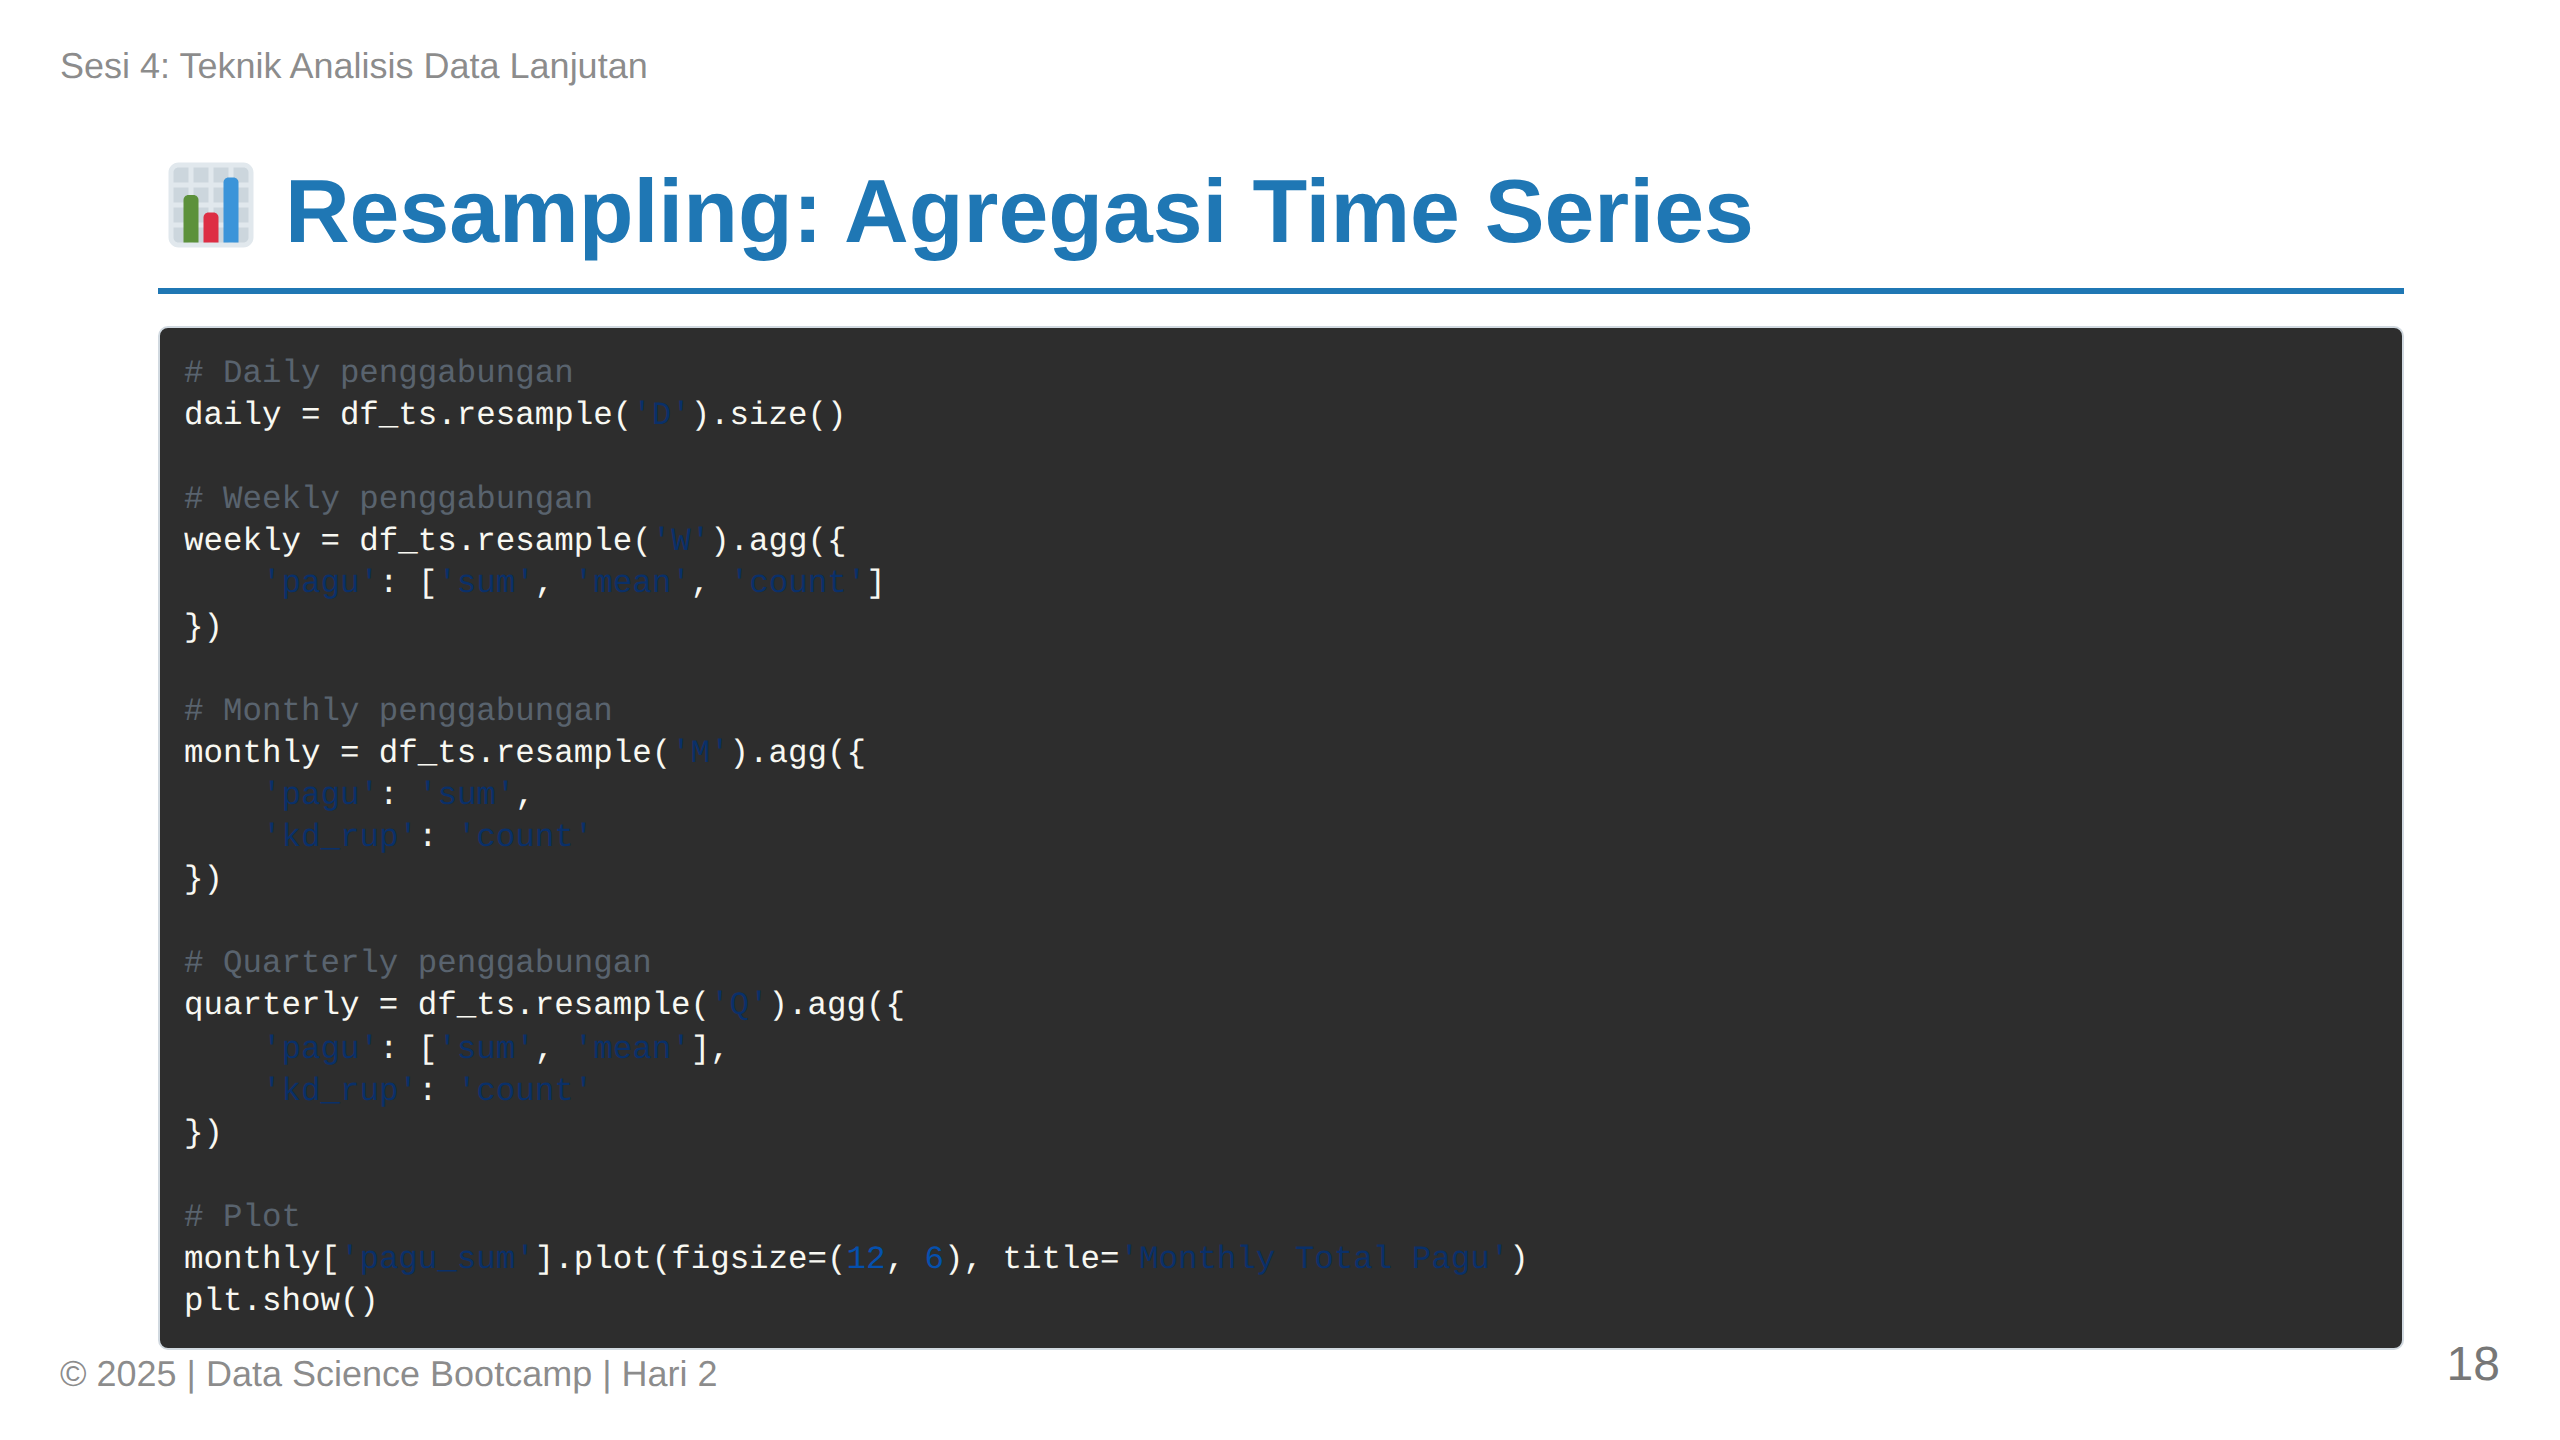 Sesi 4: Teknik Analisis Data Lanjutan
Resampling: Agregasi Time Series
# Daily penggabungan
daily = df_ts.resample('D').size()
# Weekly penggabungan
weekly = df_ts.resample('W').agg({
    'pagu': ['sum', 'mean', 'count']
})
# Monthly penggabungan
monthly = df_ts.resample('M').agg({
    'pagu': 'sum',
    'kd_rup': 'count'
})
# Quarterly penggabungan
quarterly = df_ts.resample('Q').agg({
    'pagu': ['sum', 'mean'],
    'kd_rup': 'count'
})
# Plot
monthly['pagu_sum'].plot(figsize=(12, 6), title='Monthly Total Pagu')
plt.show()
© 2025 | Data Science Bootcamp | Hari 2
18